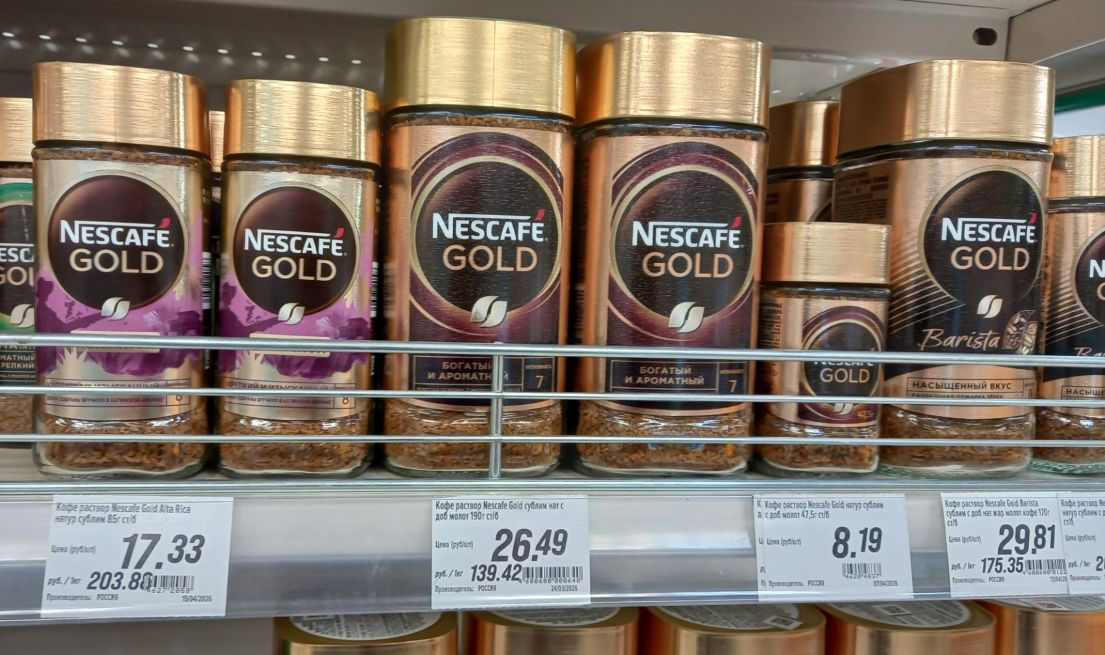 NESCAFÉ
GOLD
NESCAFÉ
GOLD
NESCAFÉ
GOLD
БОГАТЫЙ
И АРОМАТНЫЙ
7
NESCAFÉ
GOLD
БОГАТЫЙ
И АРОМАТНЫЙ
7
NESCAFÉ
GOLD
NESCAFÉ
GOLD
Barista
НАСЫЩЕННЫЙ ВКУС
Кофе раствор Nescafe Gold Alta Rica
натур сублим 85г ст/б
Цена (руб/шт)
17.33
руб. / 1кг 203.88
Производитель: РОССИЯ
15/04/2026
Кофе раствор Nescafe Gold сублим нат с
доб молот 190г ст/б
Цена (руб/шт)
26.49
руб. / 1кг 139.42
Производитель: РОССИЯ
24/03/2026
Кофе раствор Nescafe Gold натур сублим
с доб молот 47,5г ст/б
Цена (руб/шт)
8.19
Производитель: РОССИЯ
Кофе раствор Nescafe Gold Barista
сублим с доб нат жар молот кофе 170г
ст/б
Цена (руб/шт)
29.81
руб. / 1кг 175.35
Производитель: РОССИЯ